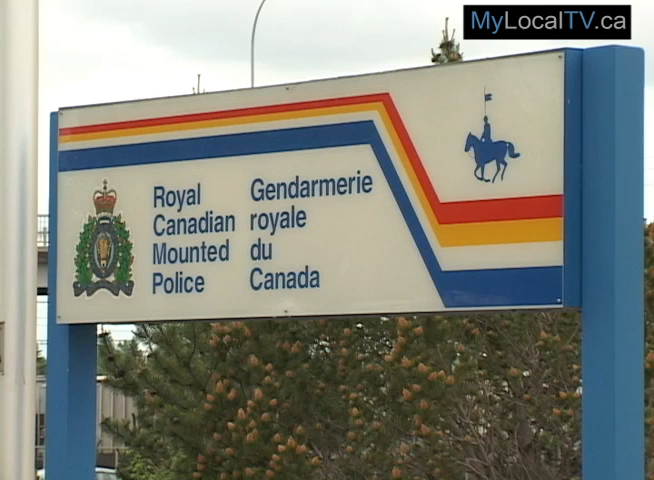 MyLocalTV.ca
Royal
Canadian
Mounted
Police
Gendarmerie
royale
du
Canada